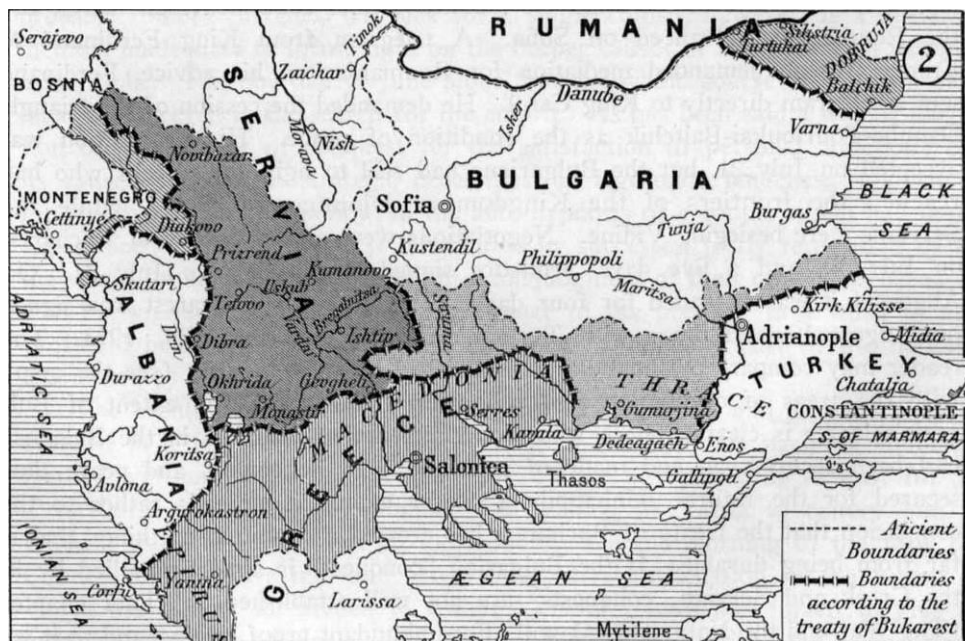 RUMANIA
Serajevo
BOSNIA
Zaichar
Timok
Silistria
Turtukai
DOBRUJA
Baltchik
2
Danube
Isker
Varna
Morava
Nish
Novibazar
SERVIA
BULGARIA
MONTENEGRO
Cettinje
Diakovo
Sofia
BLACK
SEA
Burgas
Tunja
Prizrend
Kustendil
Philippopoli
Maritsa
Skutari
Kumanovo
Uskub
Tetovo
Bregalnitsa
Struma
Kirk Kilisse
ADRIATIC SEA
ALBANIA
Drin
Dibra
Vardar
Ishtip
Adrianople
Midia
TURKEY
Durazzo
Okhrida
Gevgheli
MACEDONIA
THRACE
Chatalja
Monastir
Serres
Gumurjina
CONSTANTINOPLE
Kavala
Dedeagach
Enos
S. OF MARMARA
Koritsa
Salonica
Gallipoli
Avlona
Thasos
GREECE
Argyrokastron
Ancient
Boundaries
IONIAN SEA
EPIRUS
Yanina
ÆGEAN SEA
Boundaries
Corfu
Larissa
according to the
Mytilene
treaty of Bukarest